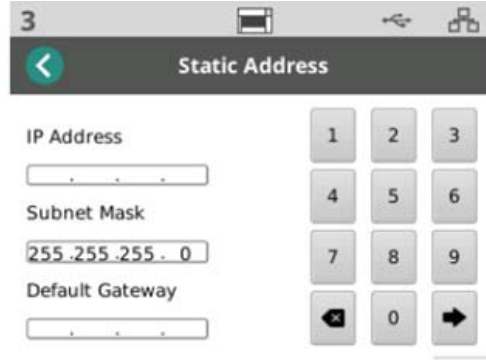 3
Static Address
IP Address
. . .
Subnet Mask
255 .255 .255 . 0
Default Gateway
. . .
1 2 3
4 5 6
7 8 9
0